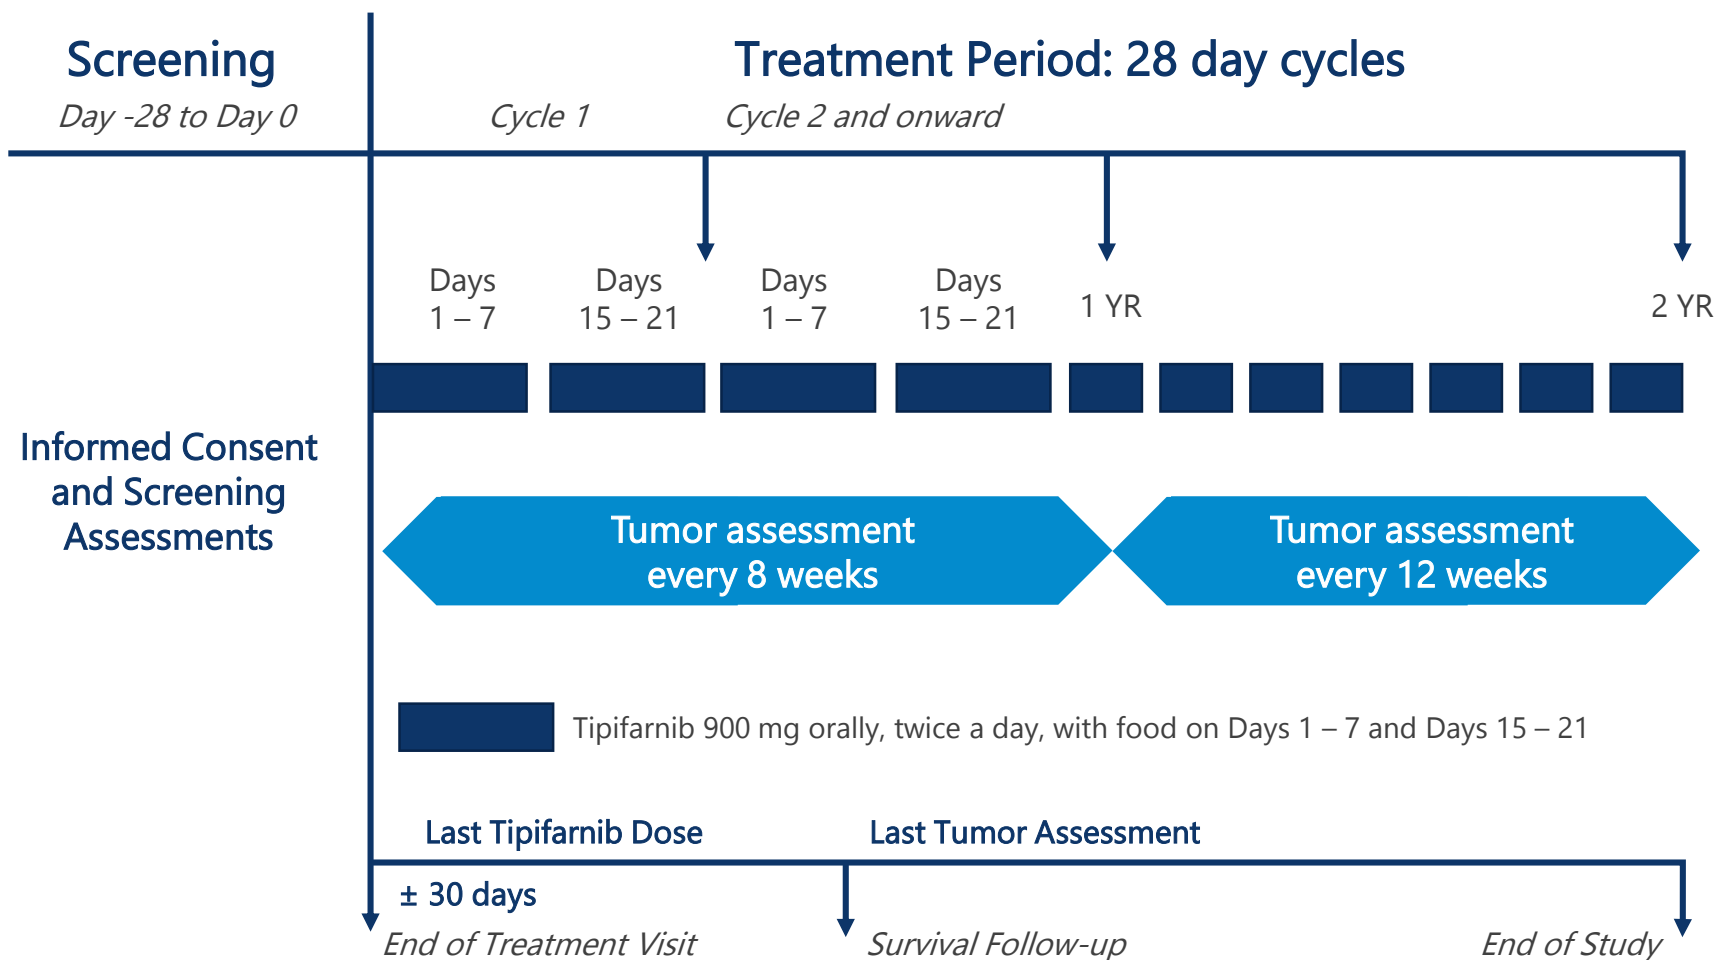 Screening
Treatment Period: 28 day cycles
Day -28 to Day 0
Cycle 1
Cycle 2 and onward
Days
1 – 7
Days
15 – 21
Days
1 – 7
Days
15 – 21
1 YR
2 YR
Informed Consent
and Screening
Assessments
Tumor assessment
every 8 weeks
Tumor assessment
every 12 weeks
Tipifarnib 900 mg orally, twice a day, with food on Days 1 – 7 and Days 15 – 21
Last Tipifarnib Dose
Last Tumor Assessment
± 30 days
End of Treatment Visit
Survival Follow-up
End of Study